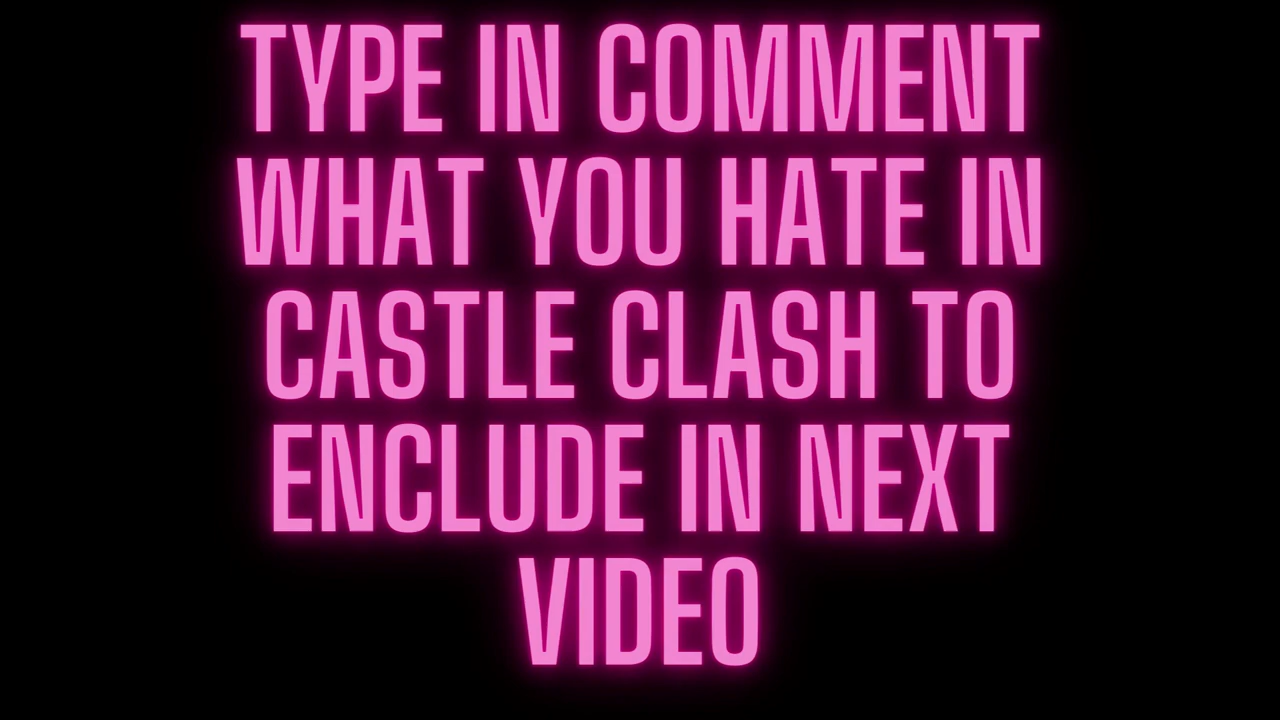 TYPE IN COMMENT
WHAT YOU HATE IN
CASTLE CLASH TO
ENCLUDE IN NEXT
VIDEO